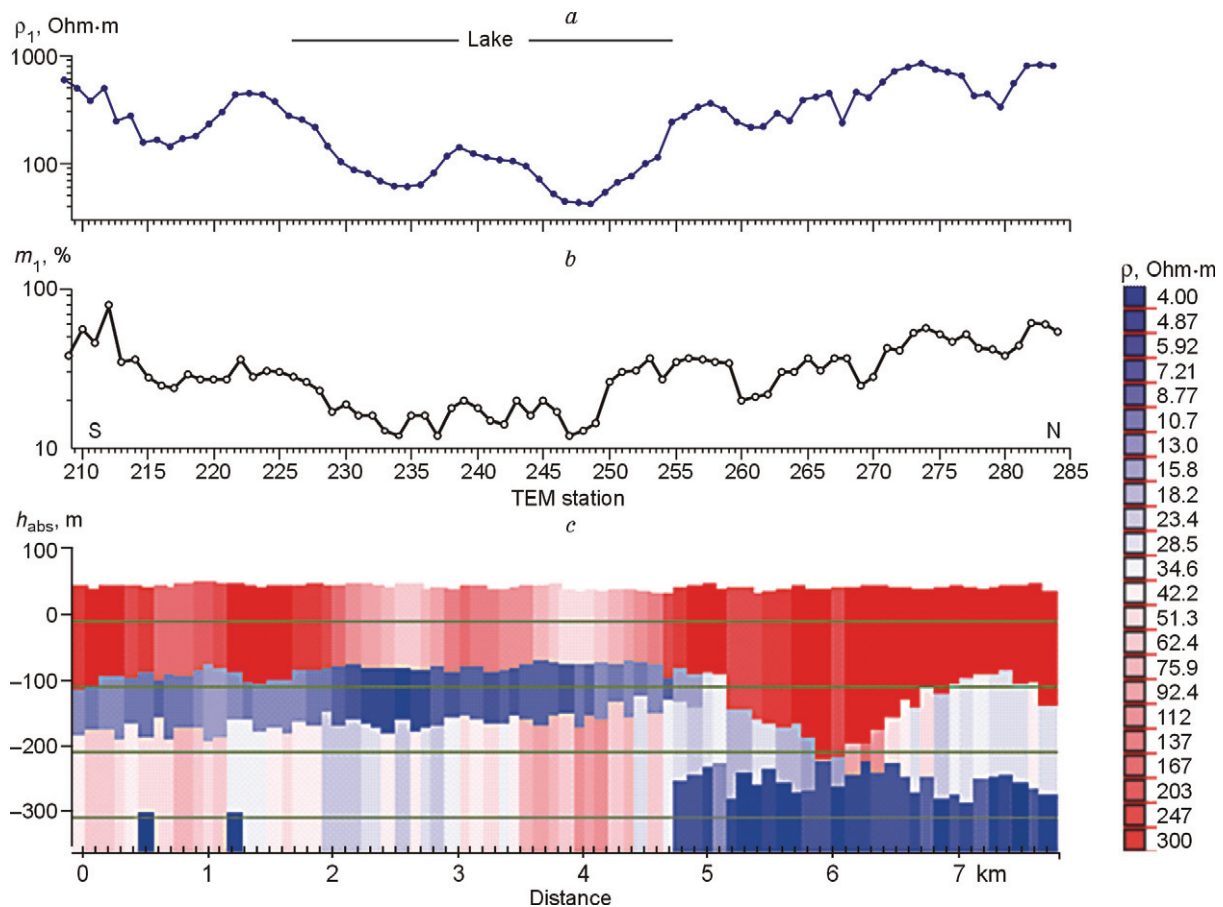 a
ρ1, Ohm·m
Lake
1000
100
m1, %
b
100
10
S
N
210 215 220 225 230 235 240 245 250 255 260 265 270 275 280 285
TEM station
habs, m
c
100
0
–100
–200
–300
0 1 2 3 4 5 6 7 km
Distance
ρ, Ohm·m
4.00
4.87
5.92
7.21
8.77
10.7
13.0
15.8
18.2
23.4
28.5
34.6
42.2
51.3
62.4
75.9
92.4
112
137
167
203
247
300